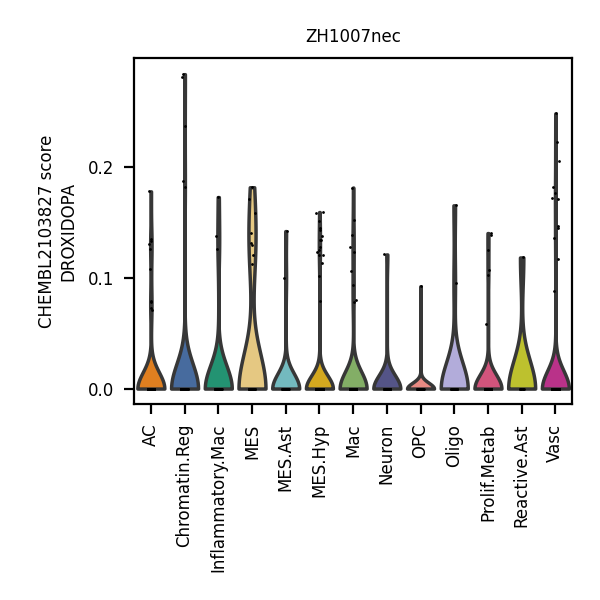 ZH1007nec
CHEMBL2103827 score
DROXIDOPA
0.2
0.1
0.0
AC
Chromatin.Reg
Inflammatory.Mac
MES
MES.Ast
MES.Hyp
Mac
Neuron
OPC
Oligo
Prolif.Metab
Reactive.Ast
Vasc